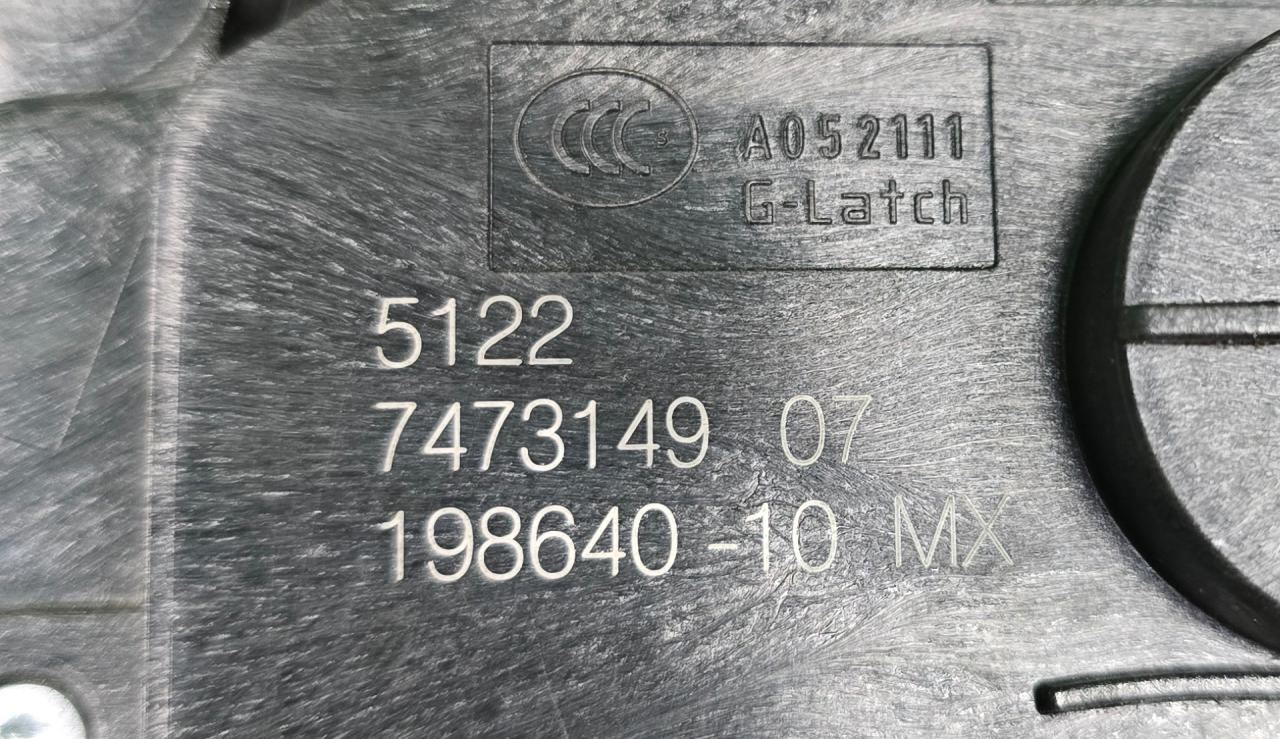 CCC S
A052111
G-Latch
5122
7473149 07
198640-10 MX